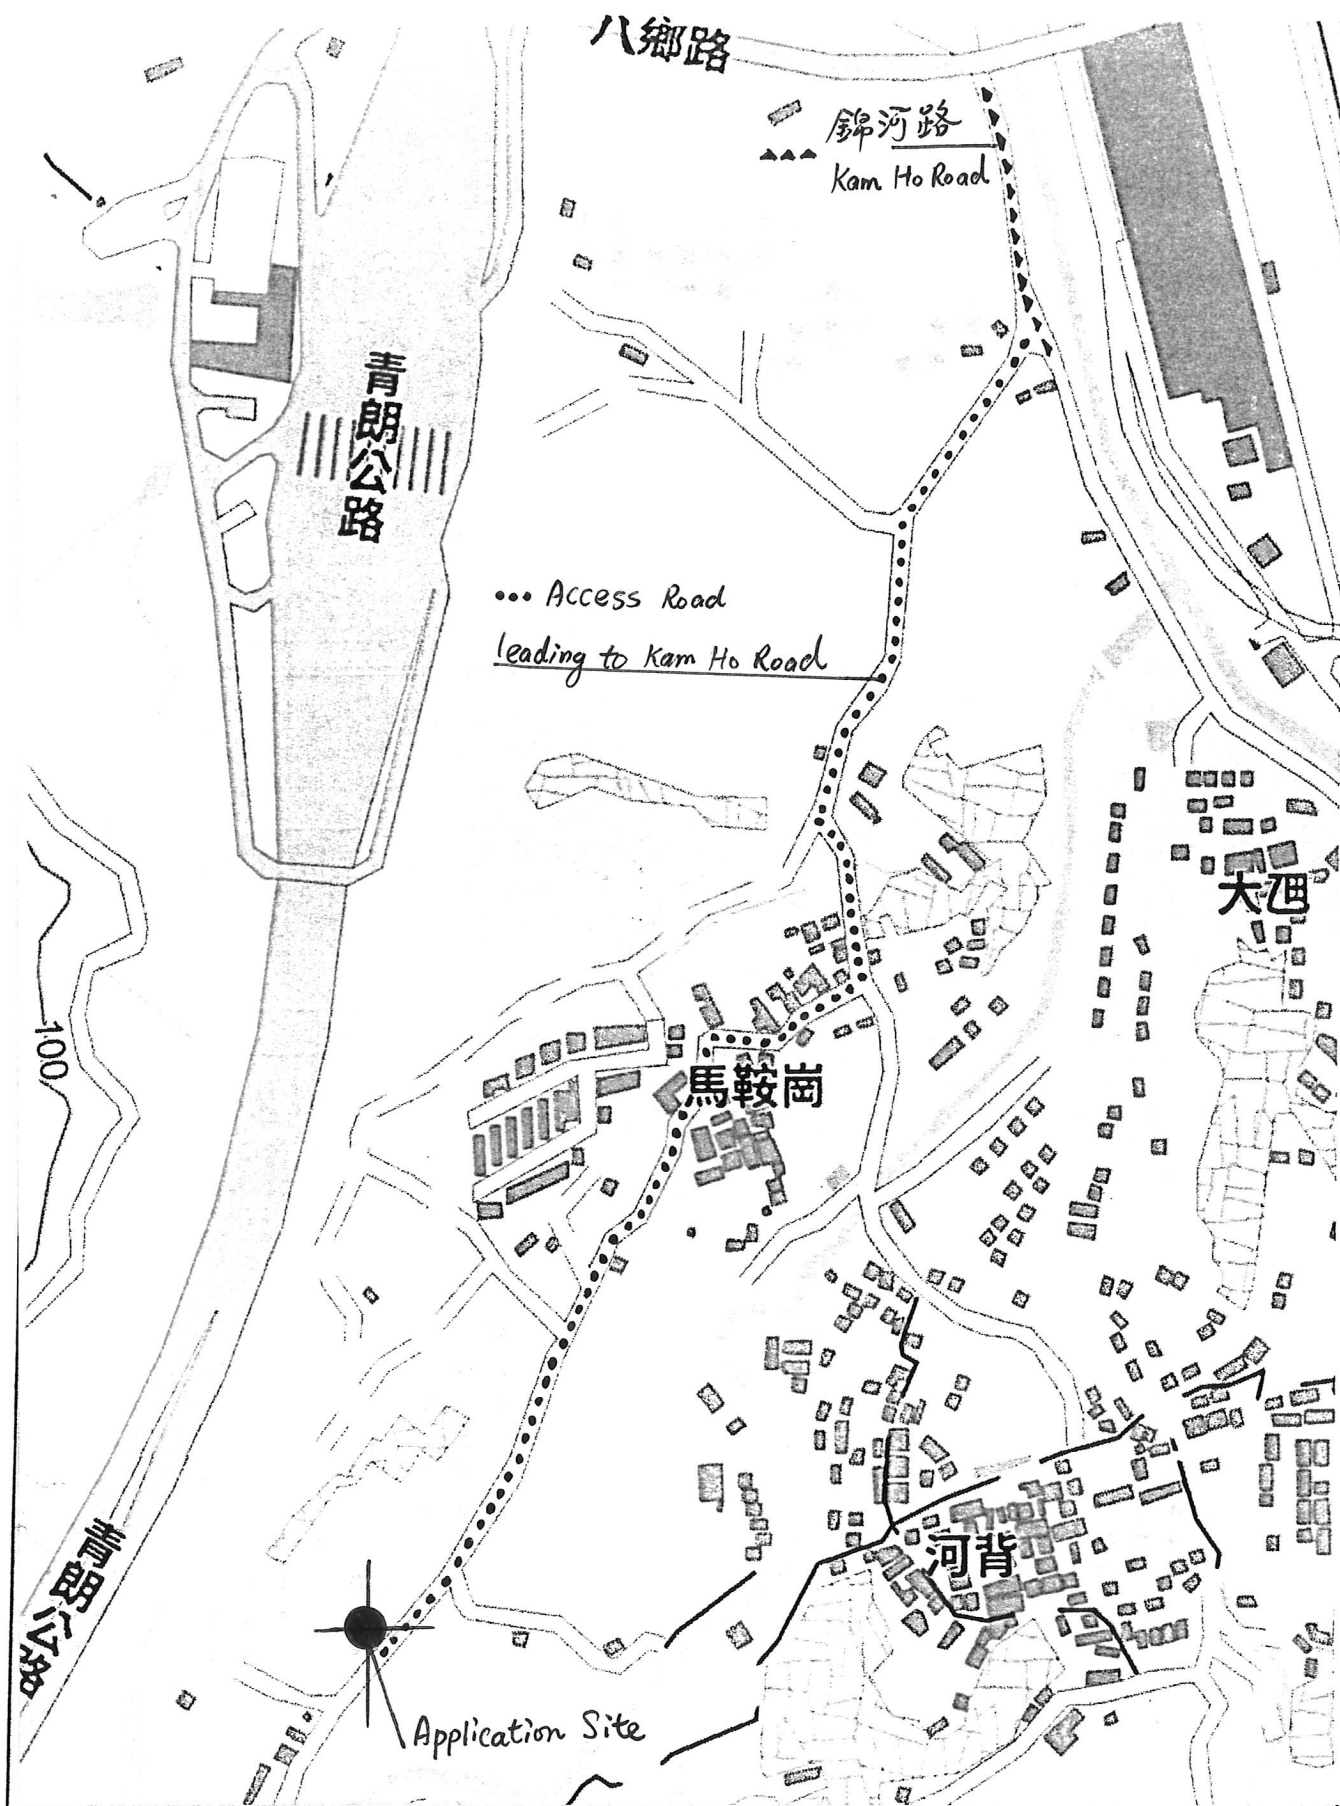 八鄉路
錦河路
Kam Ho Road
青朗公路
••• Access Road
leading to Kam Ho Road
大㘭
100
馬鞍崗
河背
青朗公路
Application Site